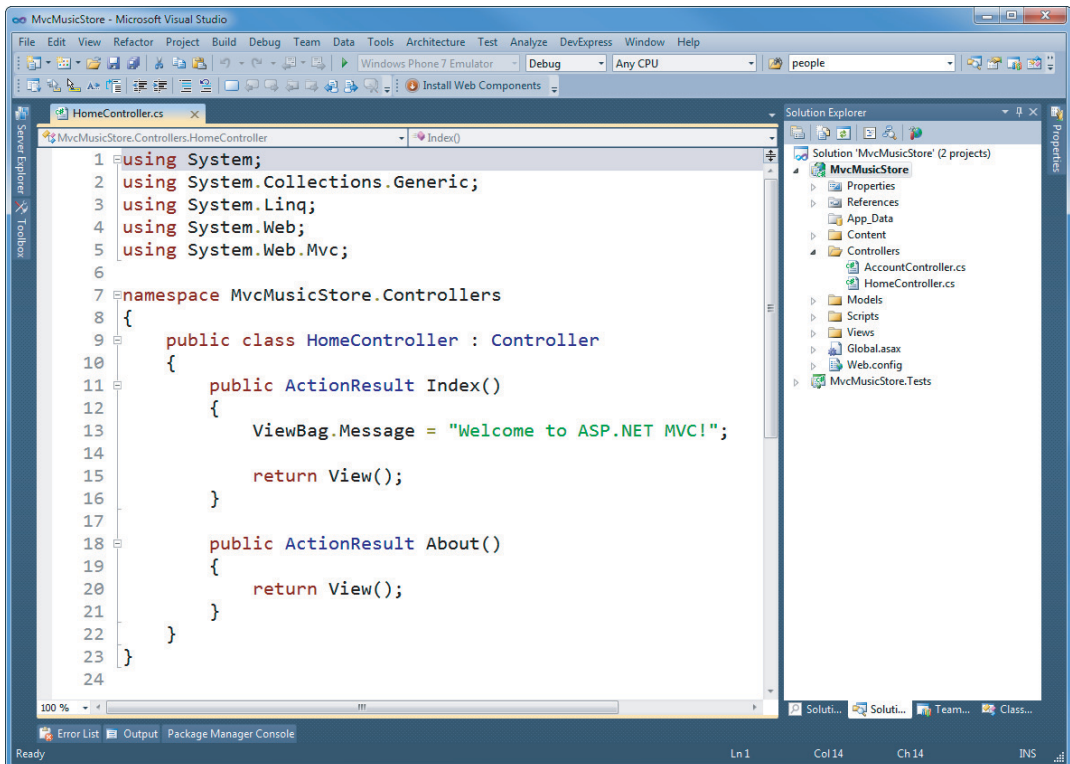 MvcMusicStore - Microsoft Visual Studio
File Edit View Refactor Project Build Debug Team Data Tools Architecture Test Analyze DevExpress Window Help
Windows Phone 7 Emulator Debug Any CPU people
Install Web Components
Server Explorer
Toolbox
HomeController.cs
MvcMusicStore.Controllers.HomeController Index()
1 using System;
2 using System.Collections.Generic;
3 using System.Linq;
4 using System.Web;
5 using System.Web.Mvc;
6
7 namespace MvcMusicStore.Controllers
8 {
9 public class HomeController : Controller
10 {
11 public ActionResult Index()
12 {
13 ViewBag.Message = "Welcome to ASP.NET MVC!";
14
15 return View();
16 }
17
18 public ActionResult About()
19 {
20 return View();
21 }
22 }
23 }
24
100 %
Solution Explorer
Solution 'MvcMusicStore' (2 projects)
MvcMusicStore
Properties
References
App_Data
Content
Controllers
AccountController.cs
HomeController.cs
Models
Scripts
Views
Global.asax
Web.config
MvcMusicStore.Tests
Soluti... Soluti... Team... Class...
Properties
Error List Output Package Manager Console
Ready Ln 1 Col 14 Ch 14 INS